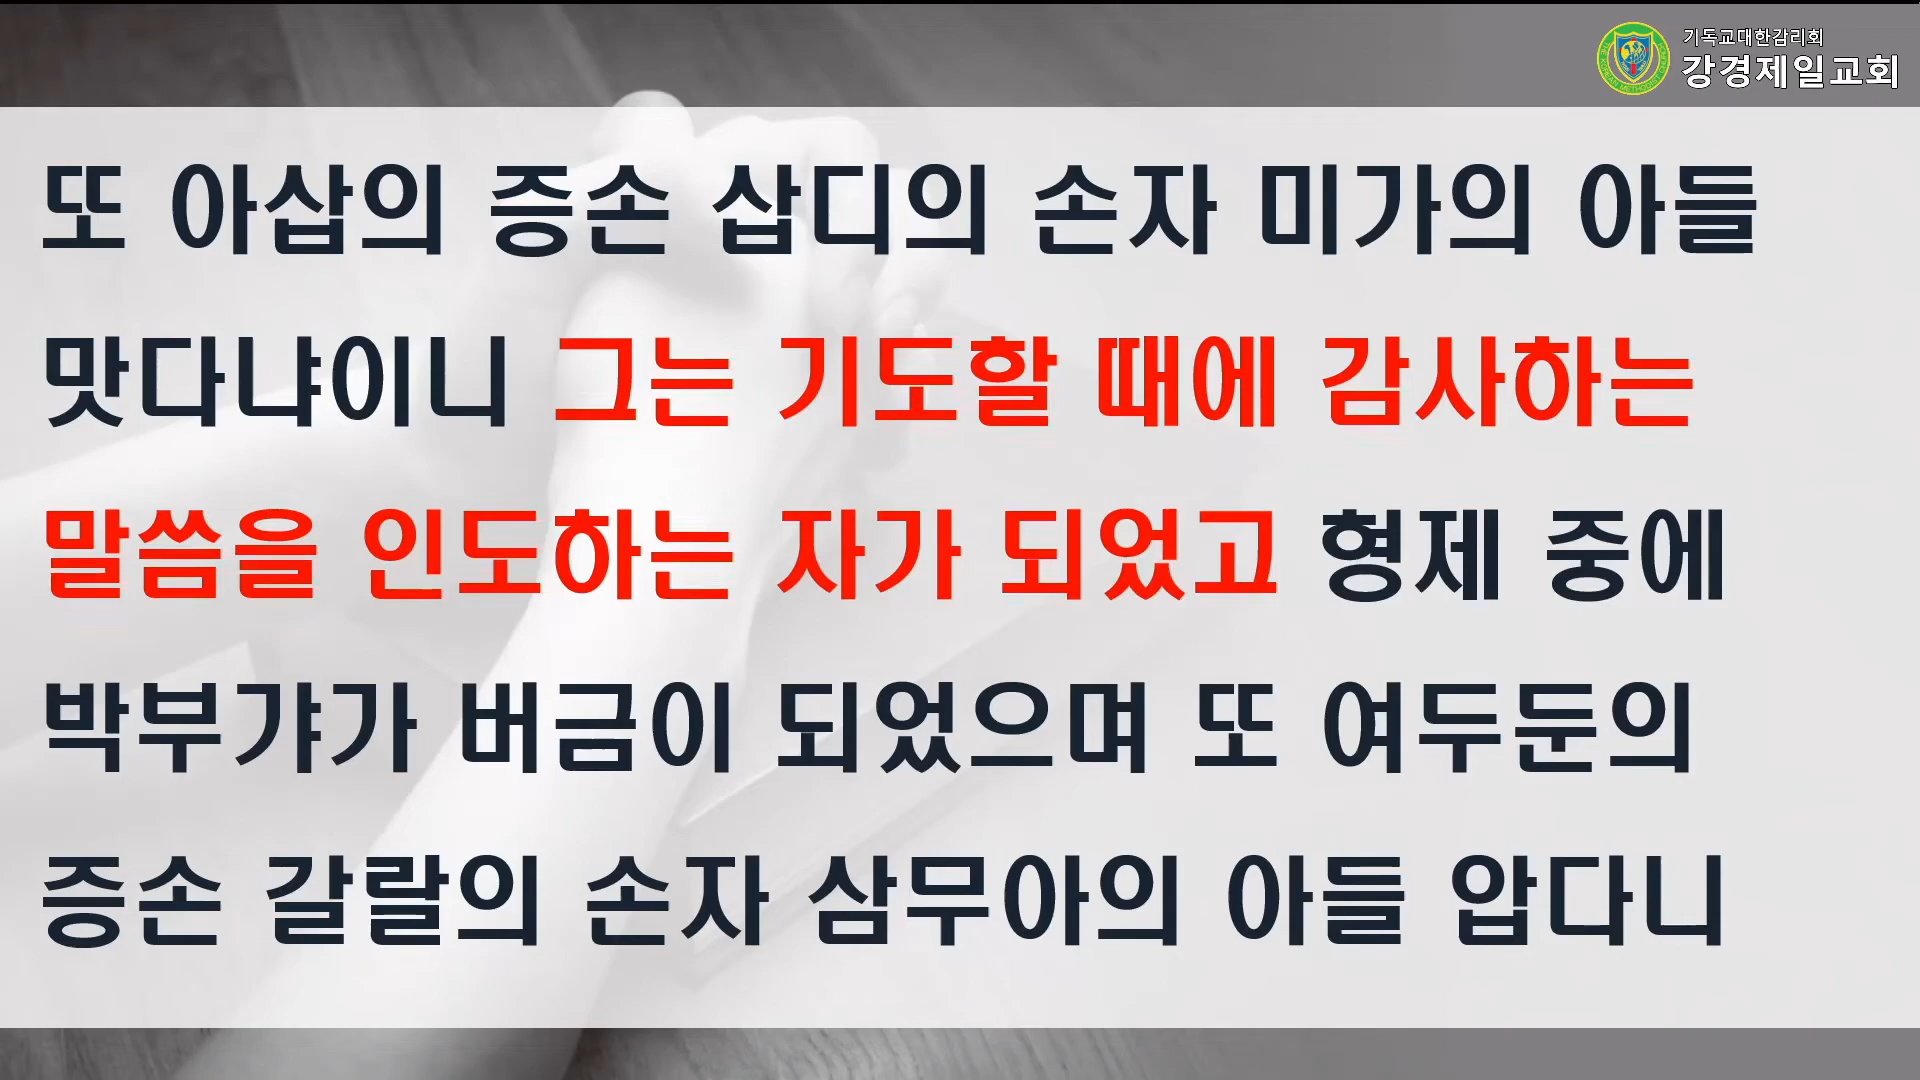 기독교대한감리회
강경제일교회
또 아삽의 증손 삽디의 손자 미가의 아들
맛다냐이니 그는 기도할 때에 감사하는
말씀을 인도하는 자가 되었고 형제 중에
박부갸가 버금이 되었으며 또 여두둔의
증손 갈랄의 손자 삼무아의 아들 압다니